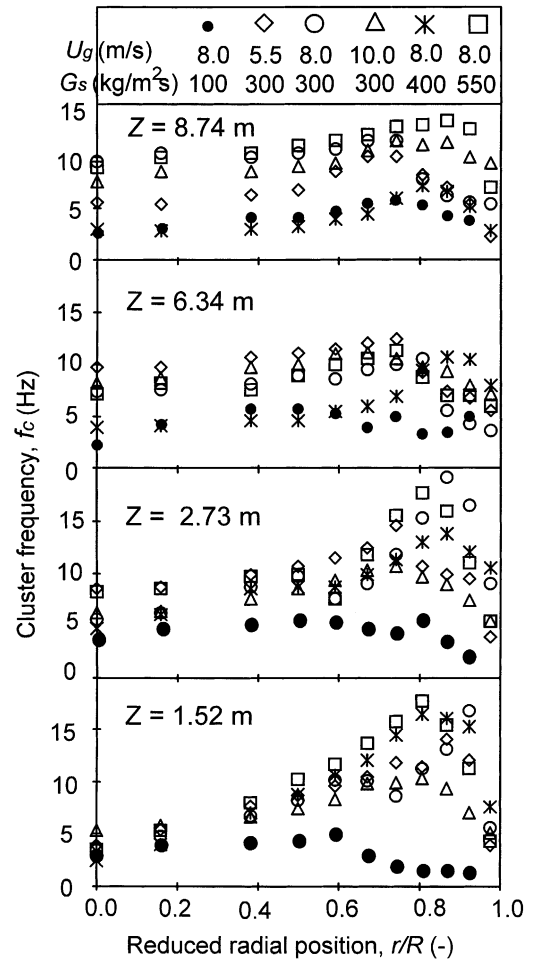 Ug (m/s) 8.0 5.5 8.0 10.0 8.0 8.0
Gs (kg/m²s) 100 300 300 300 400 550
15
Z = 8.74 m
10
5
0
Z = 6.34 m
15
10
5
0
Z = 2.73 m
15
10
5
0
Z = 1.52 m
15
10
5
0
0.0 0.2 0.4 0.6 0.8 1.0
Cluster frequency, fc (Hz)
Reduced radial position, r/R (-)